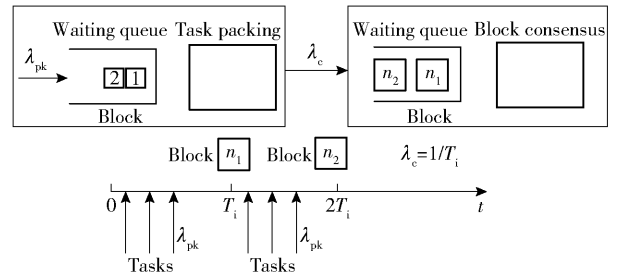 Waiting queue Task packing
λpk
2 1
Block
λc
Waiting queue Block consensus
n2 n1
Block
Block n1 Block n2 λc=1/Ti
0 Ti 2Ti t
λpk λpk
Tasks Tasks